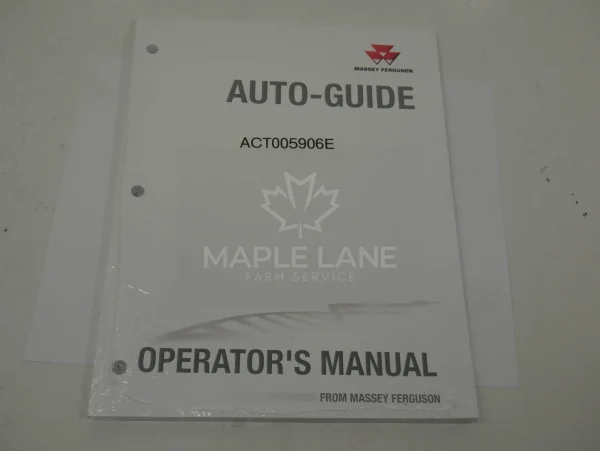 MASSEY FERGUSON
AUTO-GUIDE
ACT005906E
MAPLE LANE
FARM SERVICE
OPERATOR'S MANUAL
FROM MASSEY FERGUSON